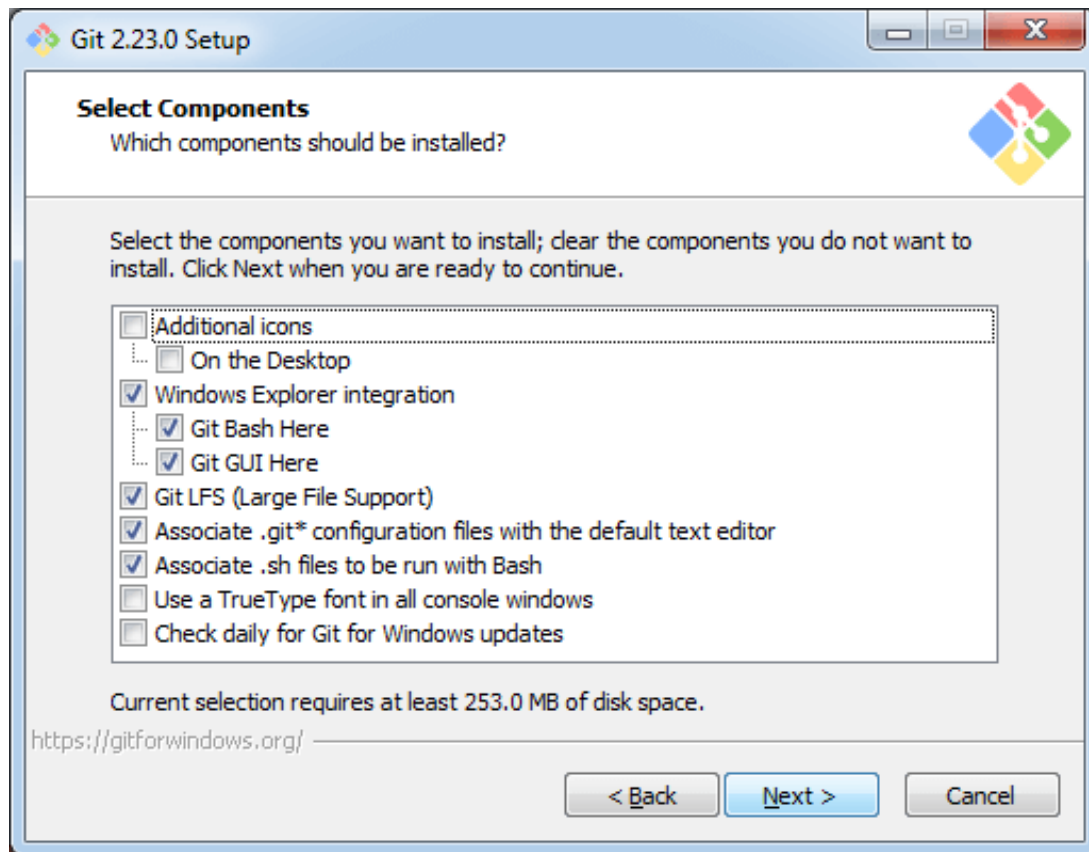 Git 2.23.0 Setup
Select Components
Which components should be installed?
Select the components you want to install; clear the components you do not want to
install. Click Next when you are ready to continue.
Additional icons
On the Desktop
Windows Explorer integration
Git Bash Here
Git GUI Here
Git LFS (Large File Support)
Associate .git* configuration files with the default text editor
Associate .sh files to be run with Bash
Use a TrueType font in all console windows
Check daily for Git for Windows updates
Current selection requires at least 253.0 MB of disk space.
https://gitforwindows.org/
< Back Next > Cancel